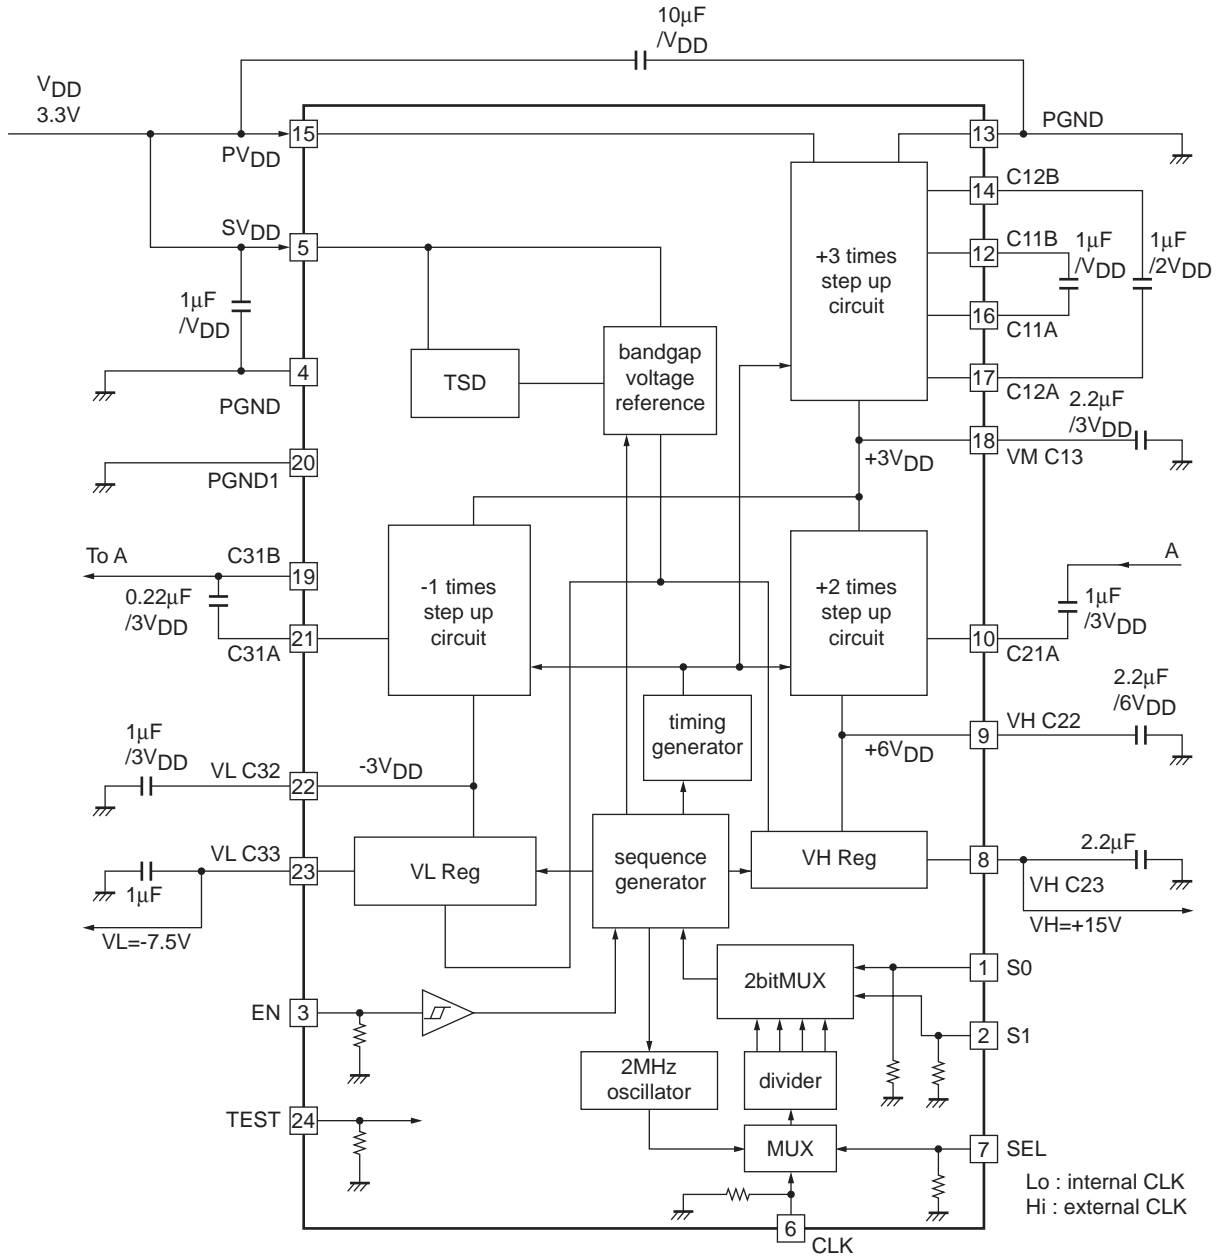 10μF
/VDD
VDD
3.3V
15
PVDD
13
PGND
14
C12B
SVDD
5
+3 times
step up
circuit
12
C11B
1μF
/VDD
1μF
/2VDD
1μF
/VDD
16
C11A
bandgap
voltage
reference
TSD
4
PGND
17
C12A
2.2μF
/3VDD
18
VM C13
+3VDD
20
PGND1
To A
C31B
19
0.22μF
/3VDD
21
C31A
-1 times
step up
circuit
+2 times
step up
circuit
A
1μF
/3VDD
10
C21A
2.2μF
/6VDD
timing
generator
9
VH C22
+6VDD
1μF
/3VDD
VL C32
22
-3VDD
VL C33
23
1μF
VL=-7.5V
VL Reg
sequence
generator
VH Reg
8
2.2μF
VH C23
VH=+15V
2bitMUX
1
S0
2
S1
EN
3
2MHz
oscillator
divider
TEST
24
MUX
7
SEL
Lo : internal CLK
Hi : external CLK
6
CLK